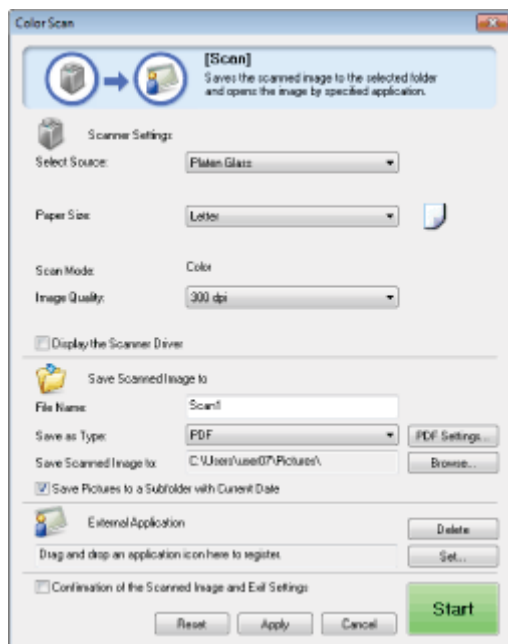 Color Scan
[Scan]
Saves the scanned image to the selected folder
and opens the image by specified application.
Scanner Settings
Select Source: Platen Glass
Paper Size: Letter
Scan Mode: Color
Image Quality: 300 dpi
Display the Scanner Driver
Save Scanned Image to
File Name: Scan1
Save as Type: PDF PDF Settings...
Save Scanned Image to: C:\Users\user07\Pictures\ Browse...
Save Pictures to a Subfolder with Current Date
External Application
Delete
Drag and drop an application icon here to register. Set...
Confirmation of the Scanned Image and Exif Settings
Start
Reset Apply Cancel